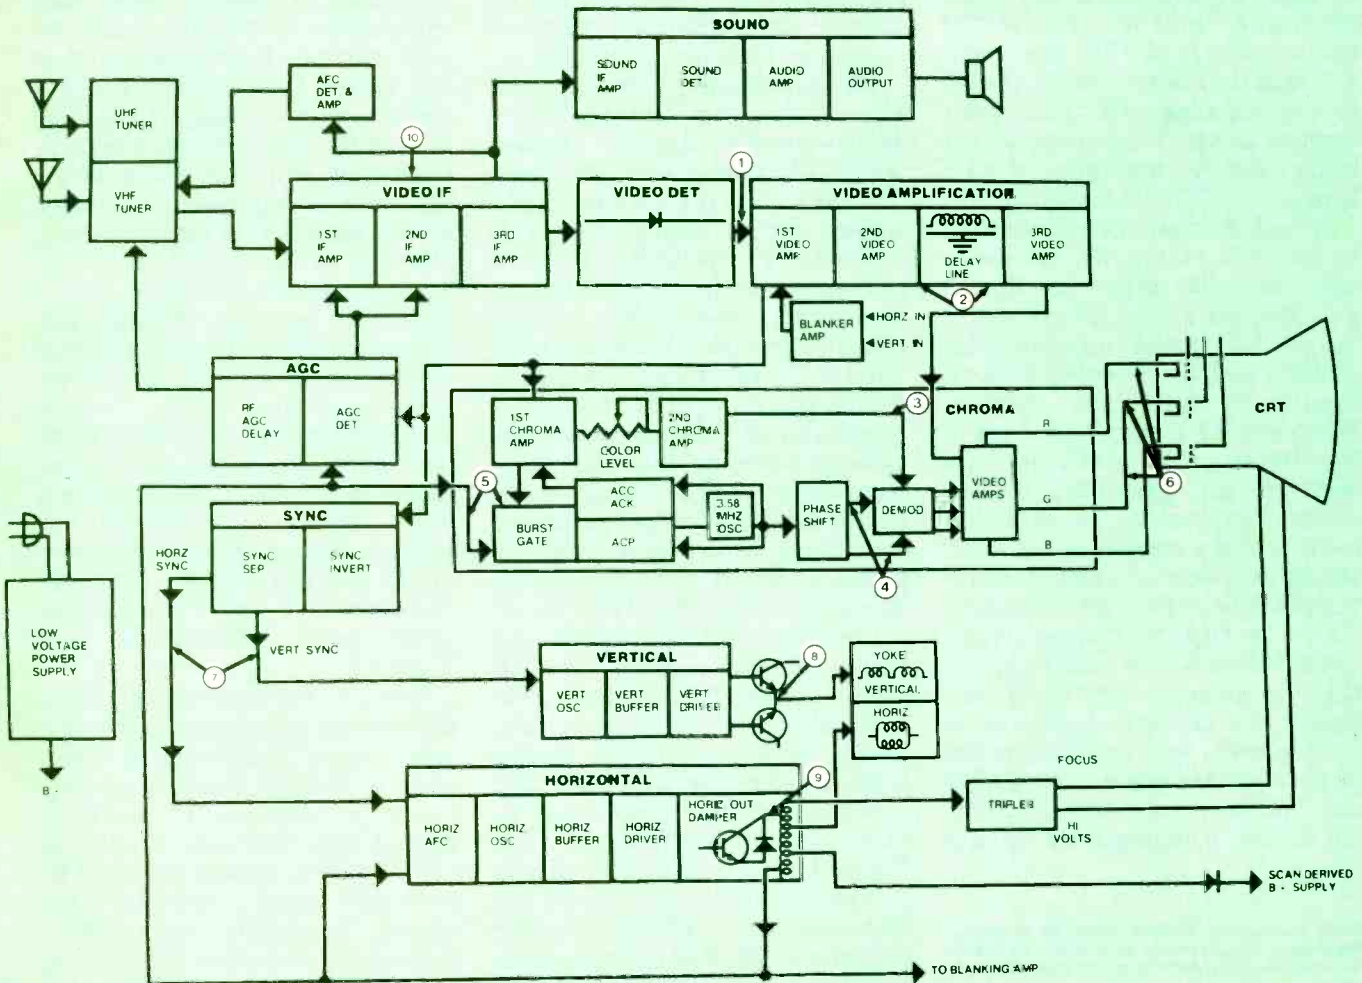 SOUND
SOUND
IF
AMP
SOUND
DET.
AUDIO
AMP
AUDIO
OUTPUT
AFC
DET &
AMP
UHF
TUNER
VHF
TUNER
10
VIDEO IF
1ST
IF
AMP
2ND
IF
AMP
3RD
IF
AMP
VIDEO DET
1
VIDEO AMPLIFICATION
1ST
VIDEO
AMP
2ND
VIDEO
AMP
DELAY
LINE
3RD
VIDEO
AMP
2
BLANKER
AMP
HORZ IN
VERT IN
AGC
RF
AGC
DELAY
AGC
DET
1ST
CHROMA
AMP
COLOR
LEVEL
2ND
CHROMA
AMP
3
CHROMA
R
G
B
CRT
VIDEO
AMPS
6
5
BURST
GATE
ACC
ACK
ACP
3.58
MHZ
OSC
PHASE
SHIFT
DEMOD
4
SYNC
SYNC
SEP
SYNC
INVERT
HORZ
SYNC
VERT SYNC
7
LOW
VOLTAGE
POWER
SUPPLY
B -
VERTICAL
VERT
OSC
VERT
BUFFER
VERT
DRIVER
8
YOKE
VERTICAL
HORIZ
HORIZONTAL
HORIZ
AFC
HORIZ
OSC
HORIZ
BUFFER
HORIZ
DRIVER
HORIZ OUT
DAMPER
9
FOCUS
TRIPLER
HI
VOLTS
SCAN DERIVED
B - SUPPLY
TO BLANKING AMP